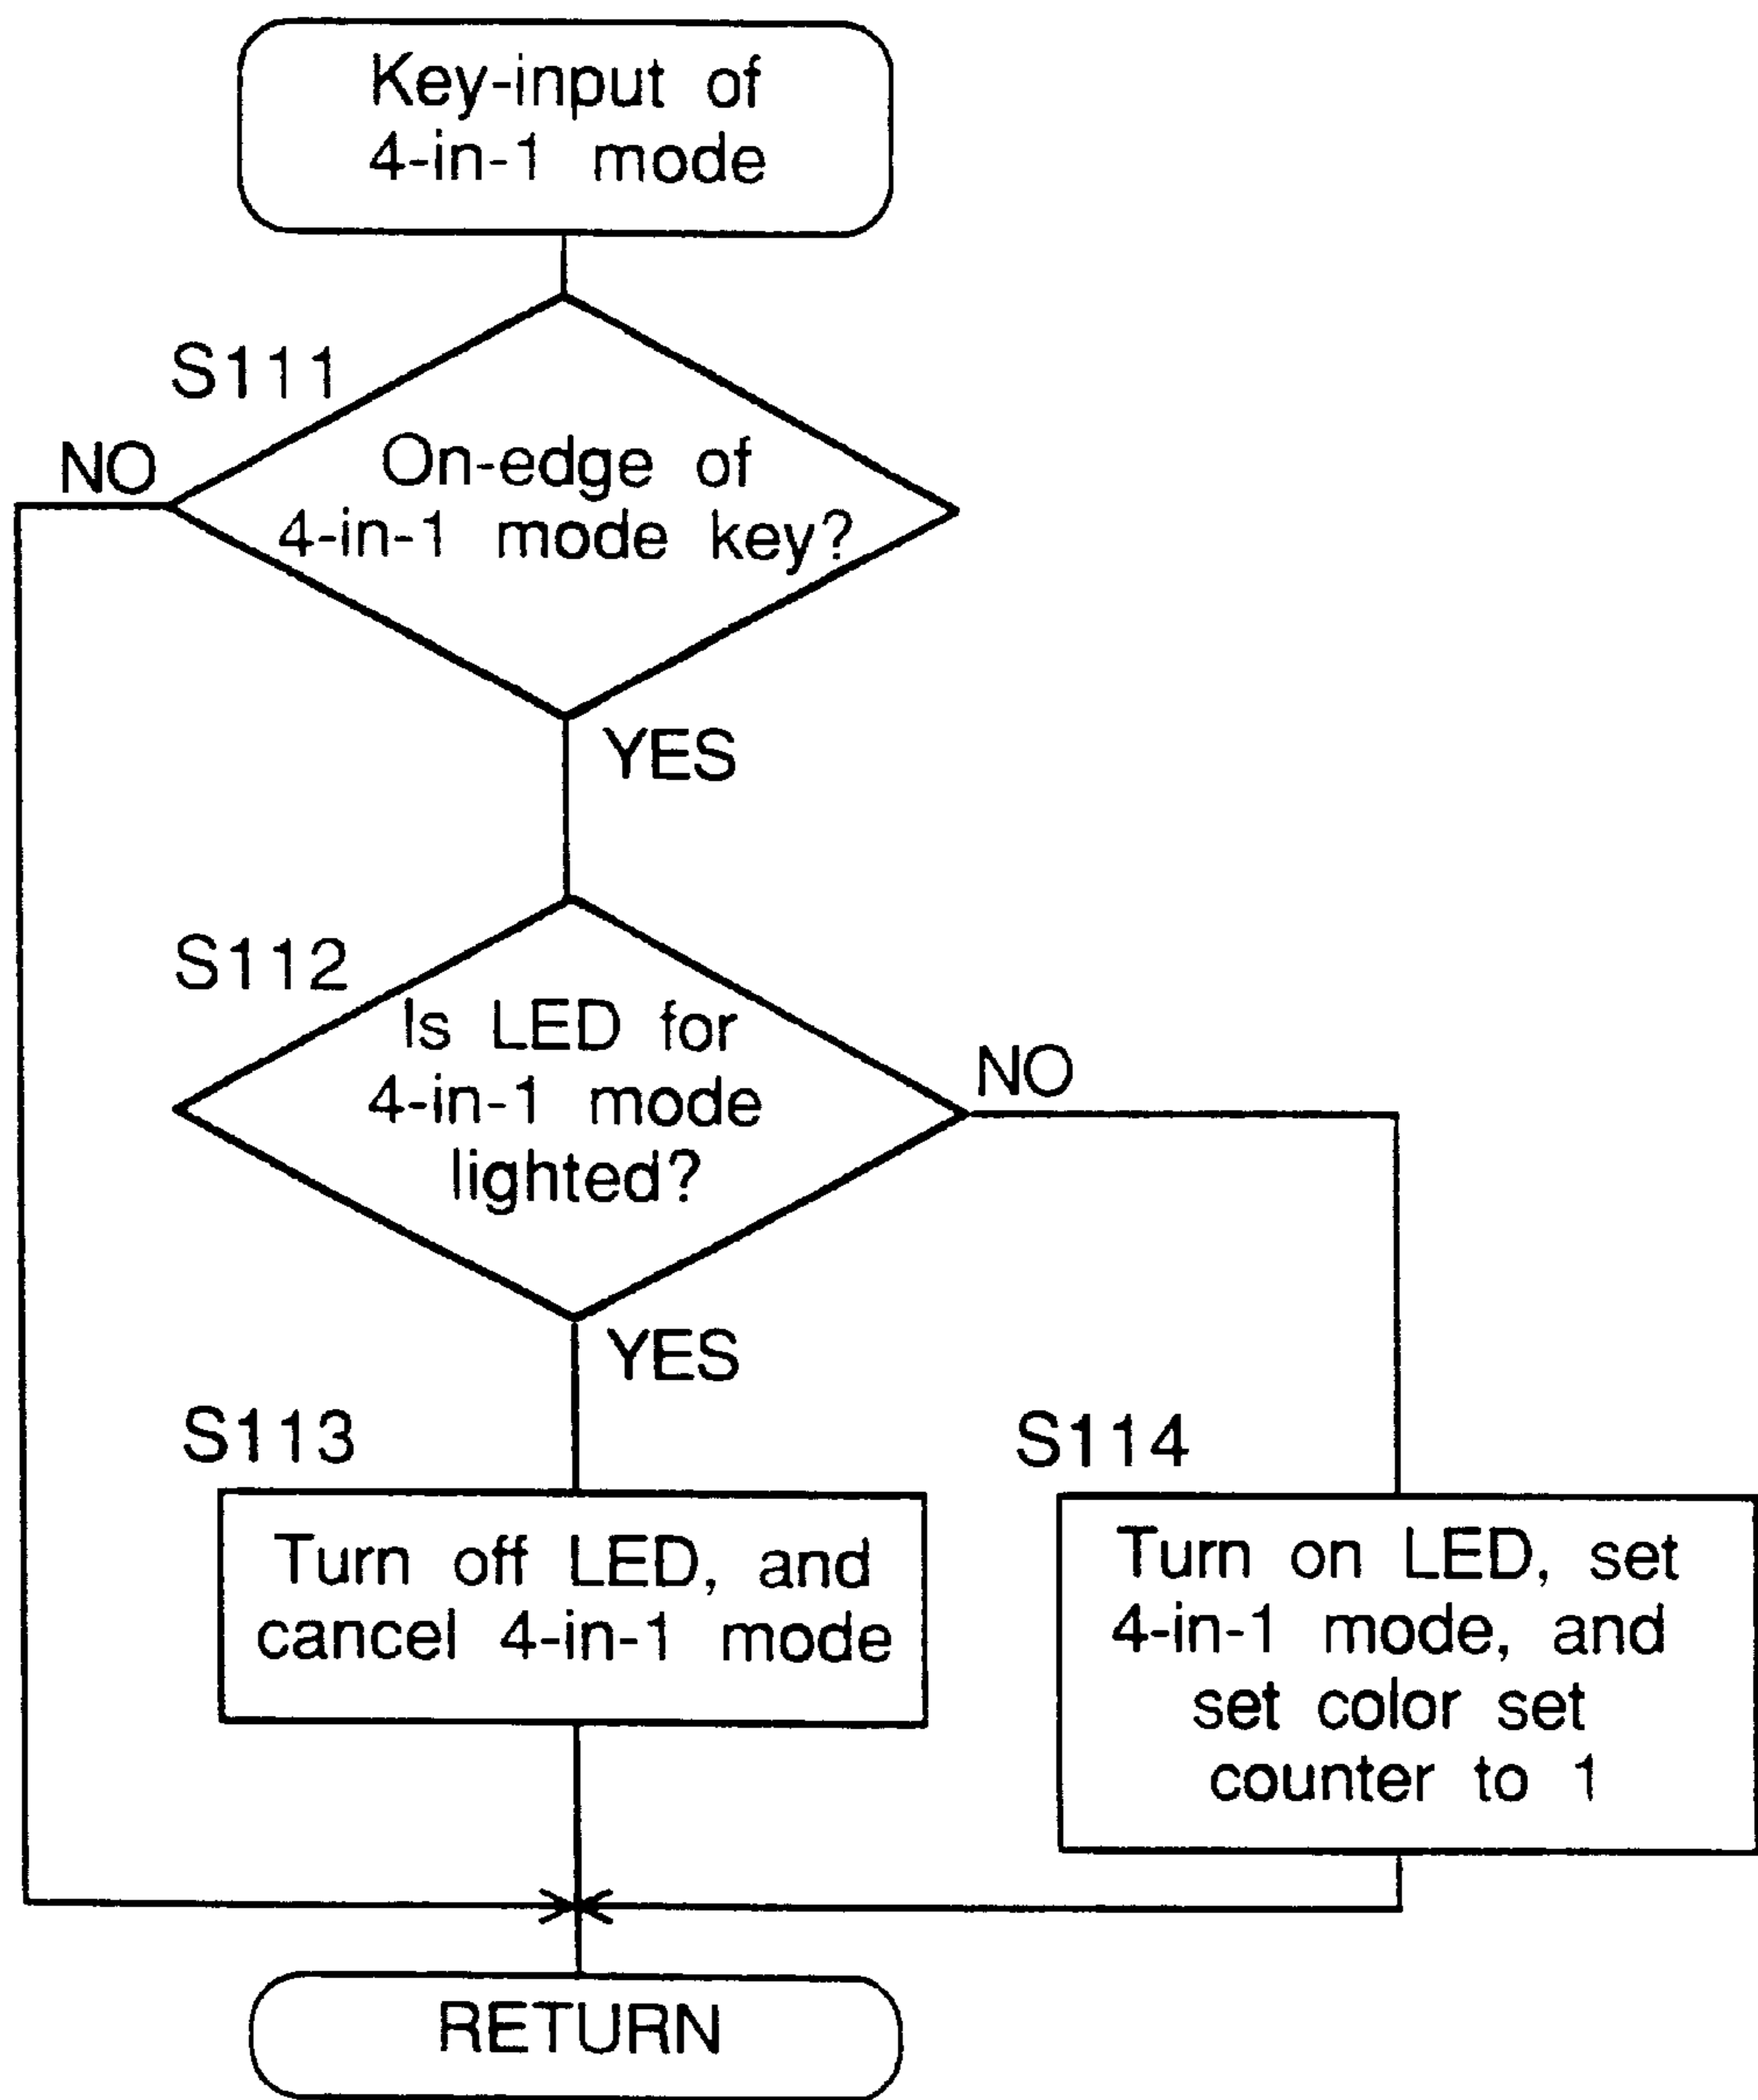 Key-input of
4-in-1 mode
S111
NO
On-edge of
4-in-1 mode key?
YES
S112
Is LED for
4-in-1 mode
lighted?
NO
YES
S113
Turn off LED, and
cancel 4-in-1 mode
S114
Turn on LED, set
4-in-1 mode, and
set color set
counter to 1
RETURN